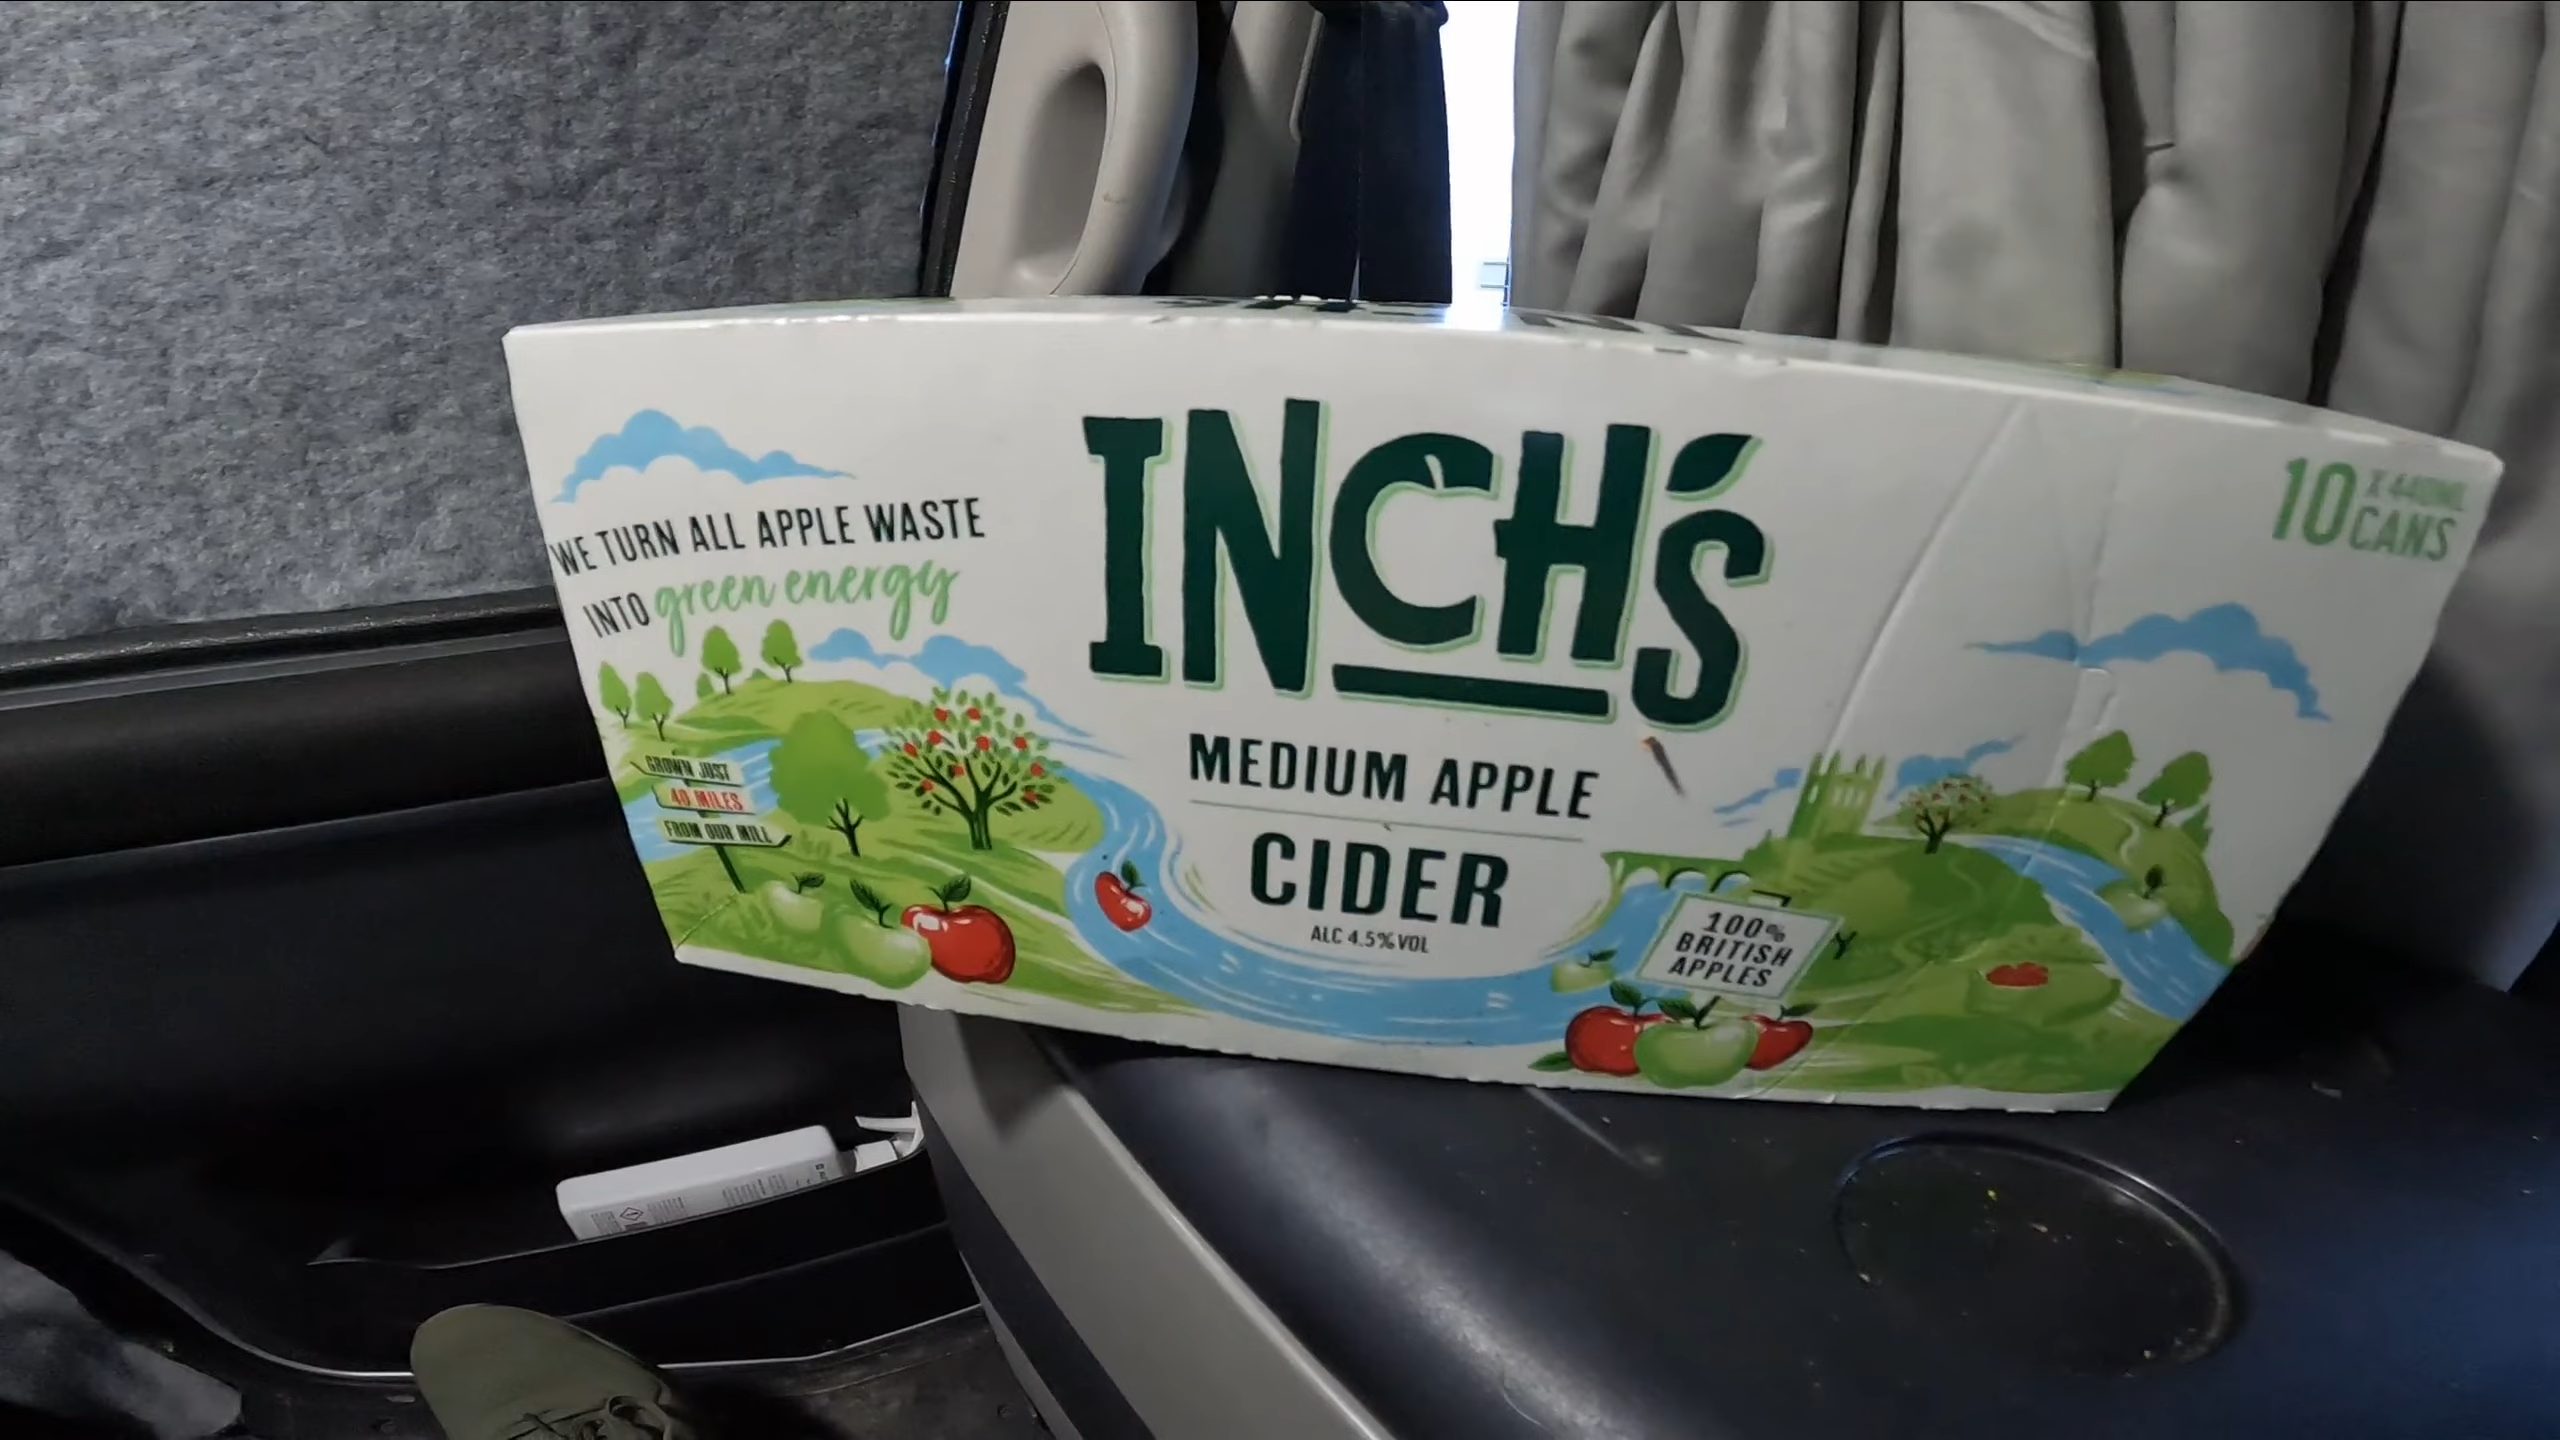 WE TURN ALL APPLE WASTE
INTO green energy
GROWN JUST
40 MILES
FROM OUR MILL
INCH'S
MEDIUM APPLE
CIDER
ALC 4.5% VOL
100%
BRITISH
APPLES
10 X 440ML
CANS